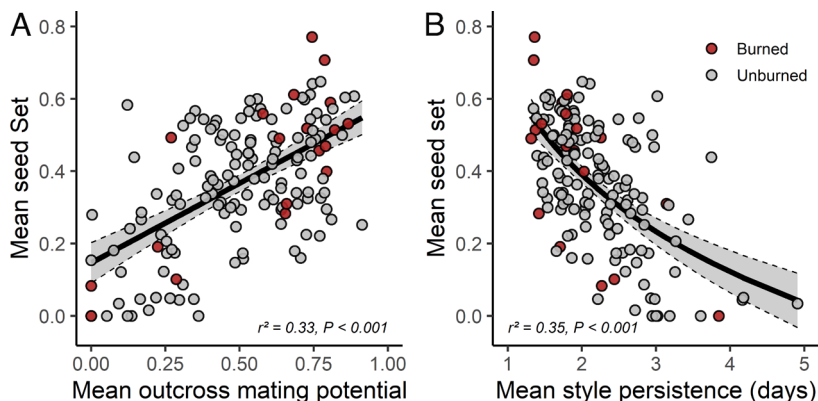 A
Mean seed Set
0.8
0.6
0.4
0.2
0.0
r² = 0.33, P < 0.001
0.00 0.25 0.50 0.75 1.00
Mean outcross mating potential
B
Mean seed set
0.8
0.6
0.4
0.2
0.0
Burned
Unburned
r² = 0.35, P < 0.001
1 2 3 4 5
Mean style persistence (days)